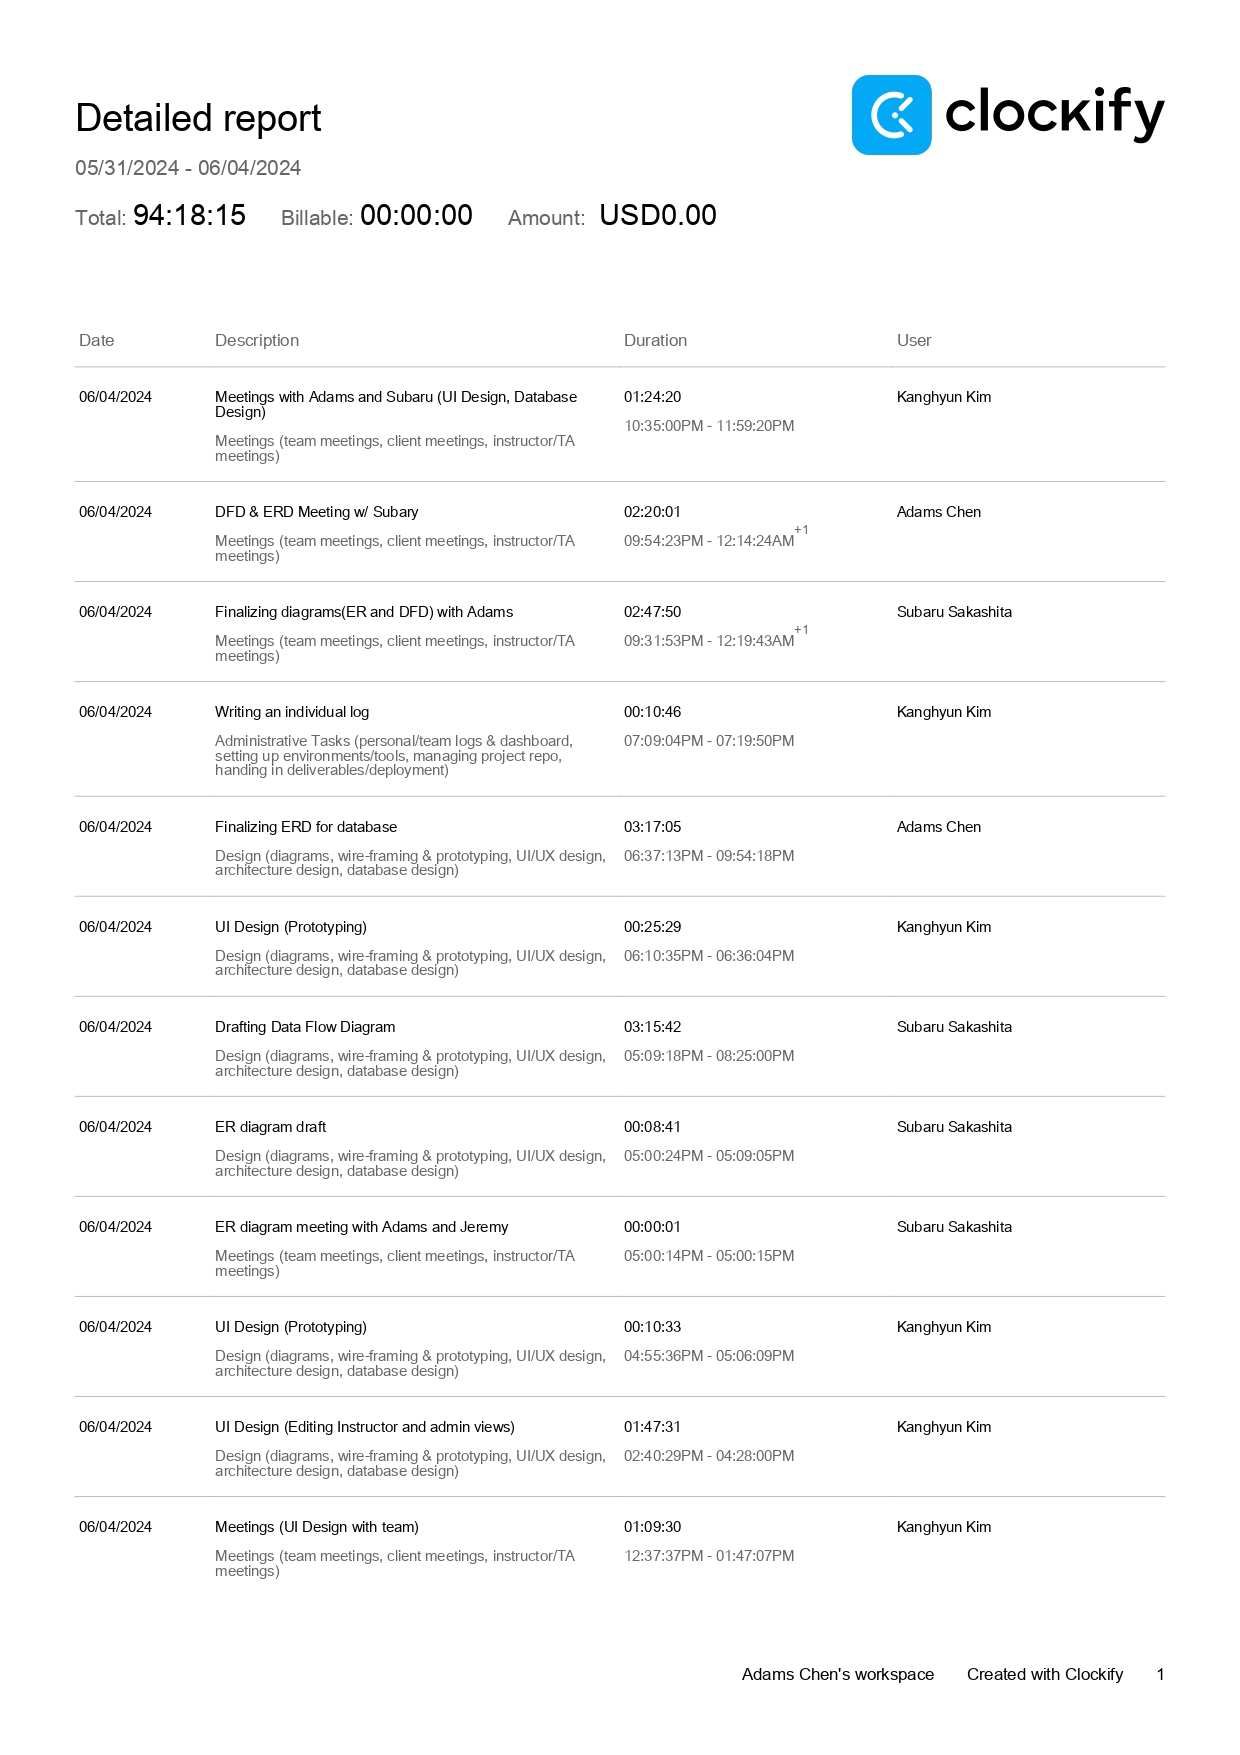 Detailed report
clockify
05/31/2024 - 06/04/2024
Total: 94:18:15 Billable: 00:00:00 Amount: USD0.00
Date Description Duration User
06/04/2024 Meetings with Adams and Subaru (UI Design, Database 01:24:20 Kanghyun Kim
Design)
10:35:00PM - 11:59:20PM
Meetings (team meetings, client meetings, instructor/TA
meetings)
06/04/2024 DFD & ERD Meeting w/ Subary 02:20:01 Adams Chen
Meetings (team meetings, client meetings, instructor/TA 09:54:23PM - 12:14:24AM+1
meetings)
06/04/2024 Finalizing diagrams(ER and DFD) with Adams 02:47:50 Subaru Sakashita
Meetings (team meetings, client meetings, instructor/TA 09:31:53PM - 12:19:43AM+1
meetings)
06/04/2024 Writing an individual log 00:10:46 Kanghyun Kim
Administrative Tasks (personal/team logs & dashboard, 07:09:04PM - 07:19:50PM
setting up environments/tools, managing project repo,
handing in deliverables/deployment)
06/04/2024 Finalizing ERD for database 03:17:05 Adams Chen
Design (diagrams, wire-framing & prototyping, UI/UX design, 06:37:13PM - 09:54:18PM
architecture design, database design)
06/04/2024 UI Design (Prototyping) 00:25:29 Kanghyun Kim
Design (diagrams, wire-framing & prototyping, UI/UX design, 06:10:35PM - 06:36:04PM
architecture design, database design)
06/04/2024 Drafting Data Flow Diagram 03:15:42 Subaru Sakashita
Design (diagrams, wire-framing & prototyping, UI/UX design, 05:09:18PM - 08:25:00PM
architecture design, database design)
06/04/2024 ER diagram draft 00:08:41 Subaru Sakashita
Design (diagrams, wire-framing & prototyping, UI/UX design, 05:00:24PM - 05:09:05PM
architecture design, database design)
06/04/2024 ER diagram meeting with Adams and Jeremy 00:00:01 Subaru Sakashita
Meetings (team meetings, client meetings, instructor/TA 05:00:14PM - 05:00:15PM
meetings)
06/04/2024 UI Design (Prototyping) 00:10:33 Kanghyun Kim
Design (diagrams, wire-framing & prototyping, UI/UX design, 04:55:36PM - 05:06:09PM
architecture design, database design)
06/04/2024 UI Design (Editing Instructor and admin views) 01:47:31 Kanghyun Kim
Design (diagrams, wire-framing & prototyping, UI/UX design, 02:40:29PM - 04:28:00PM
architecture design, database design)
06/04/2024 Meetings (UI Design with team) 01:09:30 Kanghyun Kim
Meetings (team meetings, client meetings, instructor/TA 12:37:37PM - 01:47:07PM
meetings)
Adams Chen's workspace Created with Clockify 1